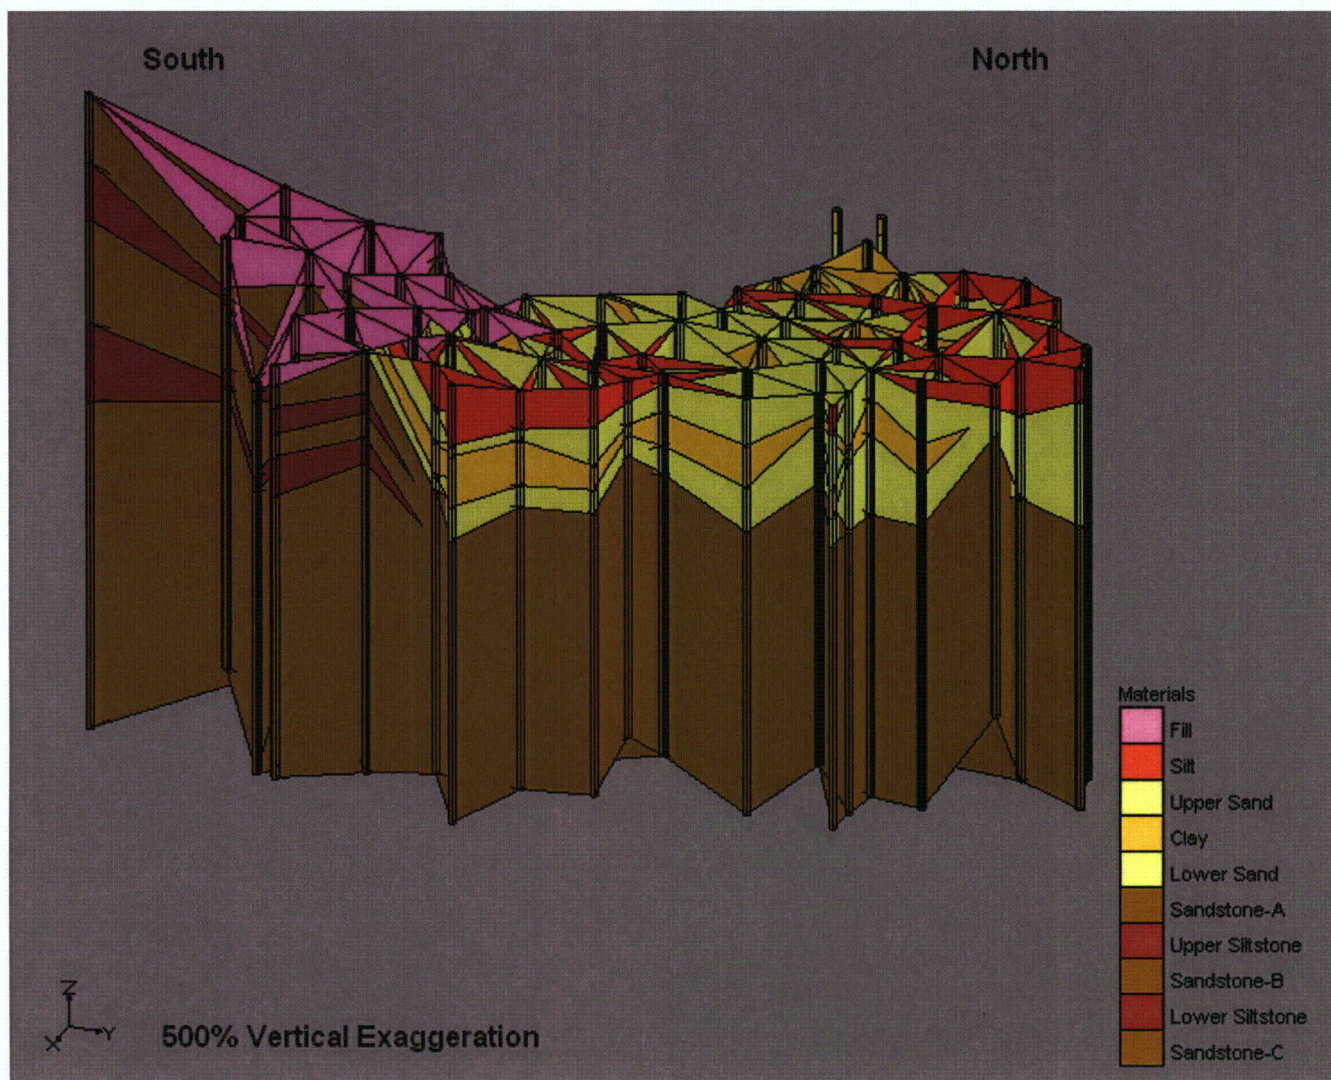 South
North
Materials
Fill
Silt
Upper Sand
Clay
Lower Sand
Sandstone-A
Upper Siltstone
Sandstone-B
Lower Siltstone
Sandstone-C
Z
X
Y
500% Vertical Exaggeration